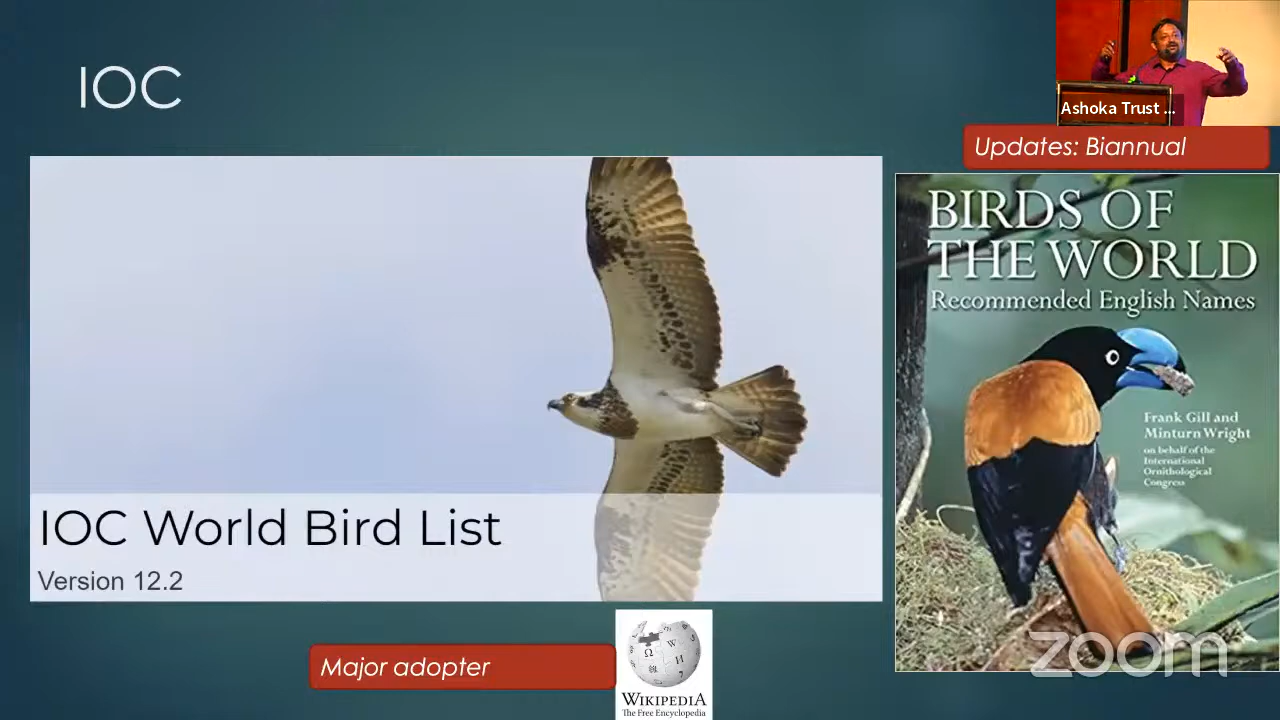 IOC
Ashoka Trust ...
Updates: Biannual
BIRDS OF
THE WORLD
Recommended English Names
Frank Gill and
Minturn Wright
on behalf of the
International
Ornithological
Congress
IOC World Bird List
Version 12.2
Major adopter
Ω
W
И
7
WIKIPEDIA
The Free Encyclopedia
zoom